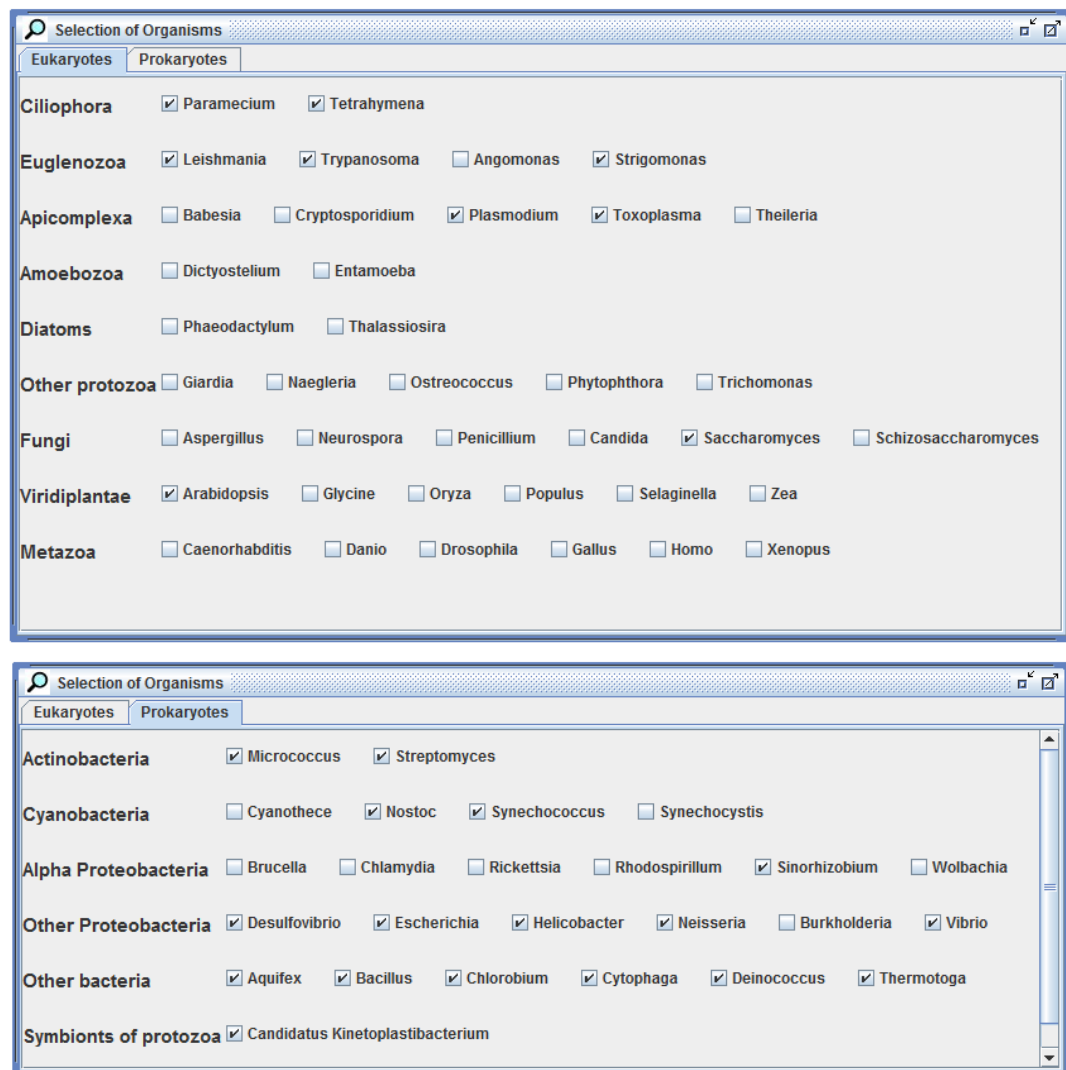 Selection of Organisms
Eukaryotes Prokaryotes
Ciliophora Paramecium Tetrahymena
Euglenozoa Leishmania Trypanosoma Angomonas Strigomonas
Apicomplexa Babesia Cryptosporidium Plasmodium Toxoplasma Theileria
Amoebozoa Dictyostelium Entamoeba
Diatoms Phaeodactylum Thalassiosira
Other protozoa Giardia Naegleria Ostreococcus Phytophthora Trichomonas
Fungi Aspergillus Neurospora Penicillium Candida Saccharomyces Schizosaccharomyces
Viridiplantae Arabidopsis Glycine Oryza Populus Selaginella Zea
Metazoa Caenorhabditis Danio Drosophila Gallus Homo Xenopus
Selection of Organisms
Eukaryotes Prokaryotes
Actinobacteria Micrococcus Streptomyces
Cyanobacteria Cyanothece Nostoc Synechococcus Synechocystis
Alpha Proteobacteria Brucella Chlamydia Rickettsia Rhodospirillum Sinorhizobium Wolbachia
Other Proteobacteria Desulfovibrio Escherichia Helicobacter Neisseria Burkholderia Vibrio
Other bacteria Aquifex Bacillus Chlorobium Cytophaga Deinococcus Thermotoga
Symbionts of protozoa Candidatus Kinetoplastibacterium